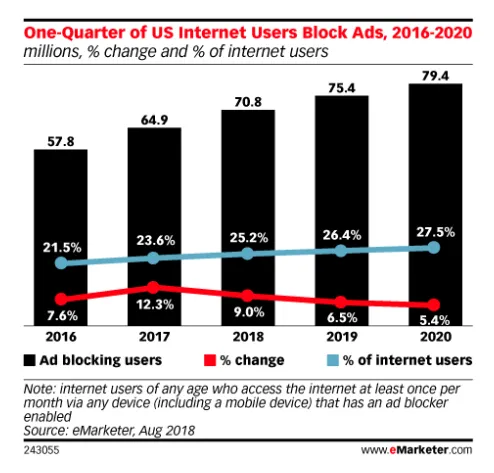 One-Quarter of US Internet Users Block Ads, 2016-2020
millions, % change and % of internet users
57.8
64.9
70.8
75.4
79.4
21.5%
23.6%
25.2%
26.4%
27.5%
7.6%
12.3%
9.0%
6.5%
5.4%
2016
2017
2018
2019
2020
Ad blocking users
% change
% of internet users
Note: internet users of any age who access the internet at least once per
month via any device (including a mobile device) that has an ad blocker
enabled
Source: eMarketer, Aug 2018
243055
www.eMarketer.com